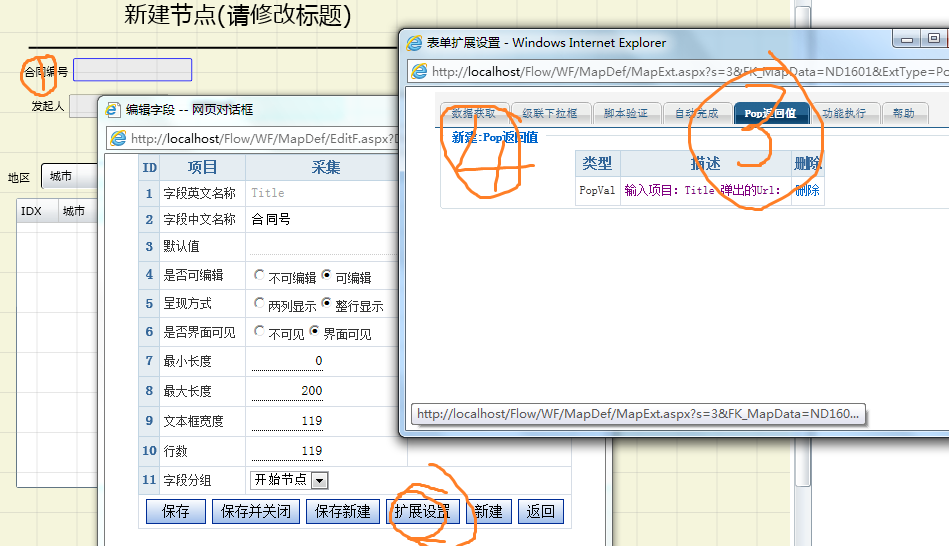 新建节点(请修改标题)
合同编号
发起人
地区 城市
IDX 城市
编辑字段 -- 网页对话框
http://localhost/Flow/WF/MapDef/EditF.aspx?
ID 项目 采集
1 字段英文名称 Title
2 字段中文名称 合同号
3 默认值
4 是否可编辑 不可编辑 可编辑
5 呈现方式 两列显示 整行显示
6 是否界面可见 不可见 界面可见
7 最小长度 0
8 最大长度 200
9 文本框宽度 119
10 行数 119
11 字段分组 开始节点
保存 保存并关闭 保存新建 扩展设置 新建 返回
表单扩展设置 - Windows Internet Explorer
http://localhost/Flow/WF/MapDef/MapExt.aspx?s=3&FK_MapData=ND1601&ExtType=Po
数据获取 级联下拉框 脚本验证 自动完成 Pop返回值 功能执行 帮助
新建:Pop返回值
类型 描述 删除
PopVal 输入项目: Title 弹出的Url: 删除
http://localhost/Flow/WF/MapDef/MapExt.aspx?s=3&FK_MapData=ND160...
1
3
4